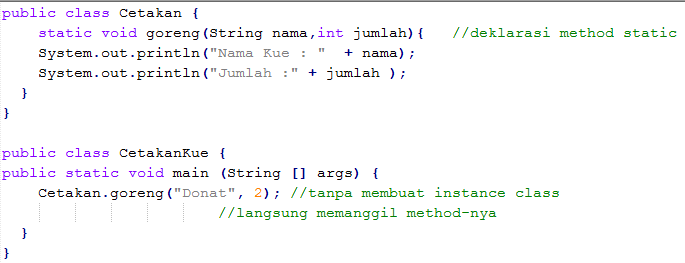 public class Cetakan {
static void goreng(String nama,int jumlah){   //deklarasi method static
System.out.println("Nama Kue : "  + nama);
System.out.println("Jumlah :" + jumlah );
}
}
public class CetakanKue {
public static void main (String [] args) {
Cetakan.goreng("Donat", 2); //tanpa membuat instance class
//langsung memanggil method-nya
}
}